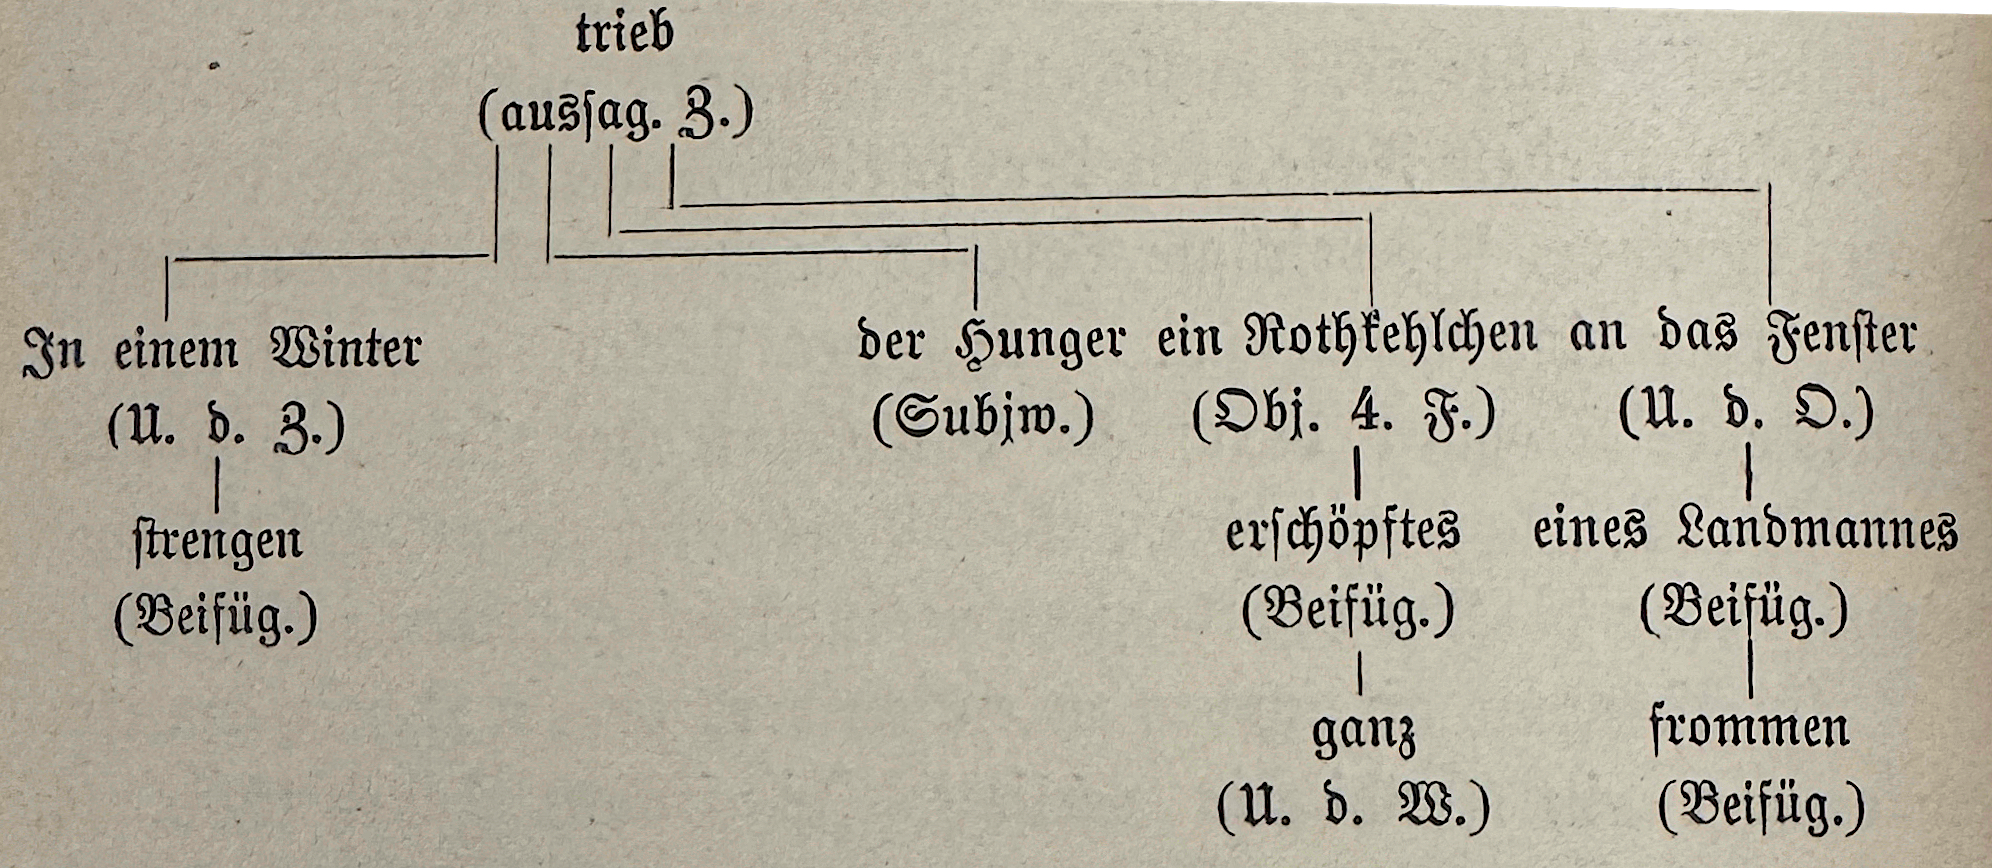 trieb
(aussag. Z.)
In einem Winter der Hunger ein Rothkehlchen an das Fenster
(U. d. Z.) (Subjw.) (Obj. 4. F.) (U. d. O.)
strengen erschöpftes eines Landmannes
(Beifüg.) (Beifüg.) (Beifüg.)
ganz frommen
(U. d. W.) (Beifüg.)